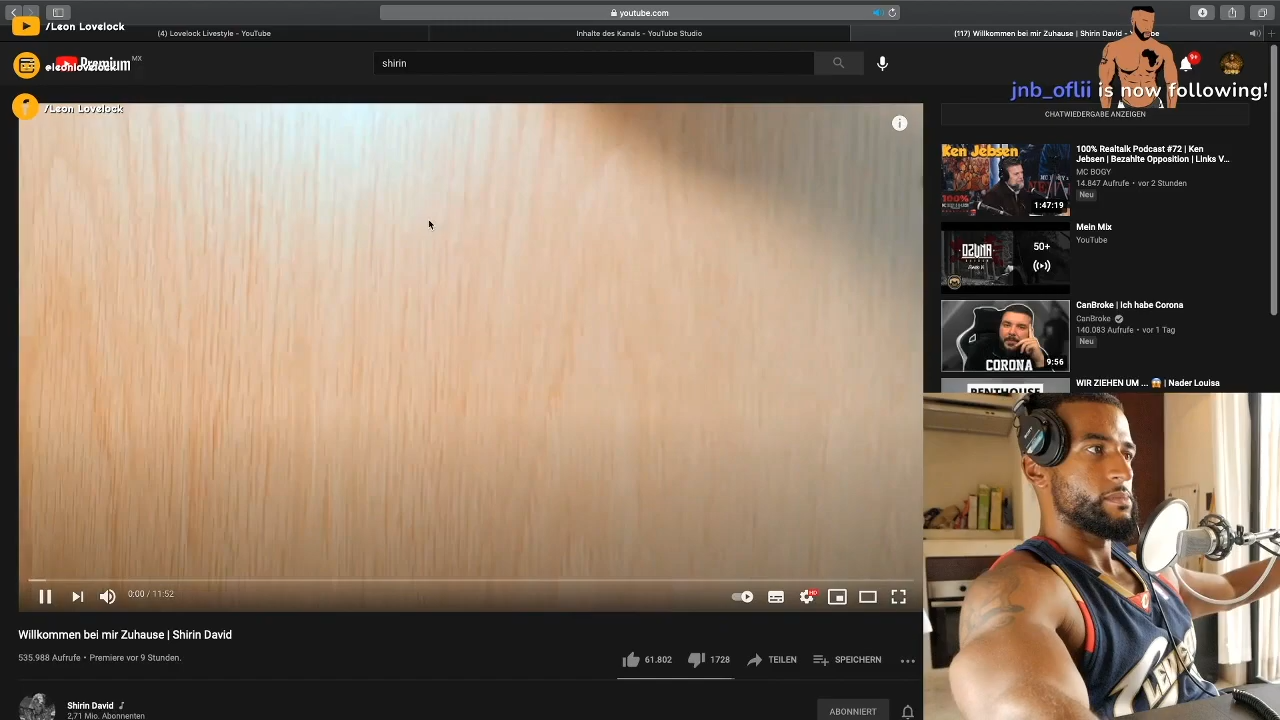 /Leon Lovelock
youtube.com
(4) Lovelock Livestyle - YouTube
Inhalte des Kanals - YouTube Studio
(117) Willkommen bei mir Zuhause | Shirin David -
Premium MX
shirin
9+
/Leon Lovelock
jnb_oflii is now following!
CHATWIEDERGABE ANZEIGEN
Ken Jebsen
1:47:19
100% Realtalk Podcast #72 | Ken
Jebsen | Bezahlte Opposition | Links V...
MC BOGY
14.847 Aufrufe • vor 2 Stunden
Neu
OZUNA
50+
Mein Mix
YouTube
CORONA
9:56
CanBroke | Ich habe Corona
CanBroke
140.083 Aufrufe • vor 1 Tag
Neu
PENTHOUSE
WIR ZIEHEN UM ... 😱 | Nader Louisa
0:00 / 11:52
HD
Willkommen bei mir Zuhause | Shirin David
535.988 Aufrufe • Premiere vor 9 Stunden.
61.802
1728
TEILEN
SPEICHERN
Shirin David
2,71 Mio. Abonnenten
ABONNIERT